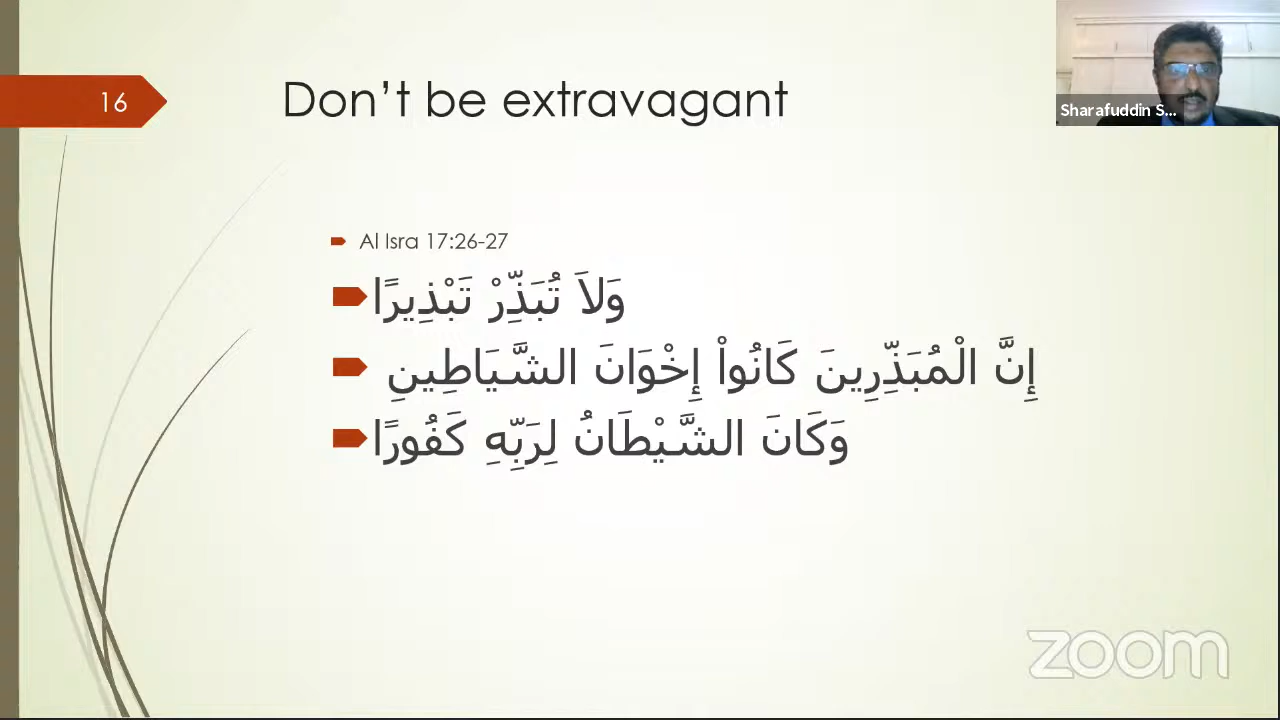 16
Don’t be extravagant
Sharafuddin S...
Al Isra 17:26-27
وَلاَ تُبَذِّرْ تَبْذِيرًا
إِنَّ الْمُبَذِّرِينَ كَانُواْ إِخْوَانَ الشَّيَاطِينِ
وَكَانَ الشَّيْطَانُ لِرَبِّهِ كَفُورًا
zoom